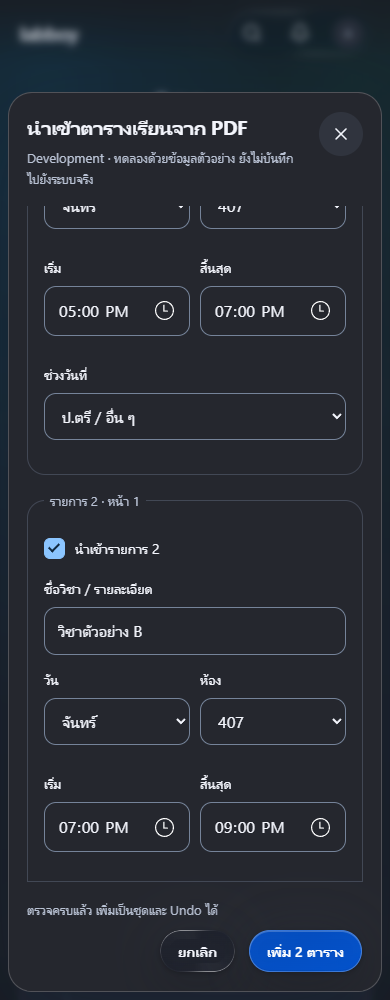 นำเข้าตารางเรียนจาก PDF
Development · ทดลองด้วยข้อมูลตัวอย่าง ยังไม่บันทึก
ไปยังระบบจริง
จันทร์ 407
เริ่ม สิ้นสุด
05:00 PM 07:00 PM
ช่วงวันที่
ป.ตรี / อื่น ๆ
รายการ 2 · หน้า 1
นำเข้ารายการ 2
ชื่อวิชา / รายละเอียด
วิชาตัวอย่าง B
วัน ห้อง
จันทร์ 407
เริ่ม สิ้นสุด
07:00 PM 09:00 PM
ตรวจครบแล้ว เพิ่มเป็นชุดและ Undo ได้
ยกเลิก เพิ่ม 2 ตาราง